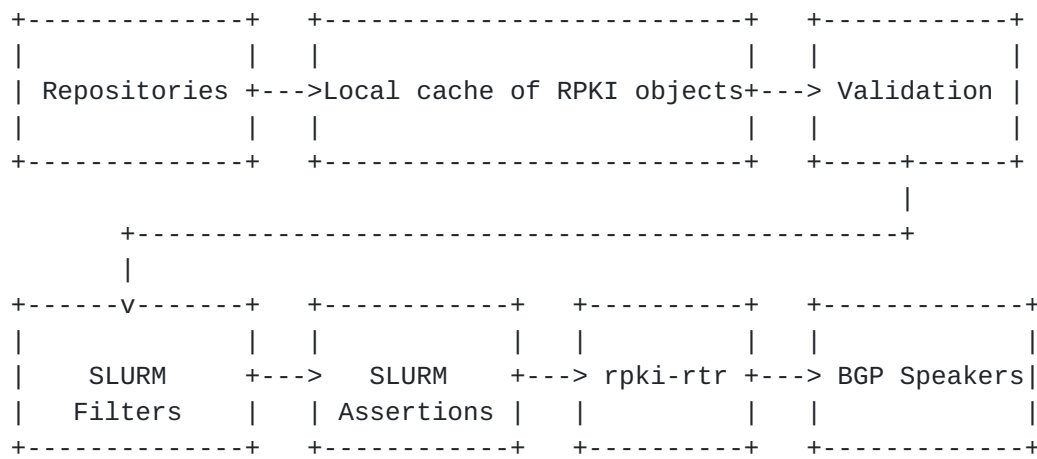 Repositories +--->Local cache of RPKI objects+---> Validation
v
SLURM +---> SLURM +---> rpki-rtr +---> BGP Speakers
Filters Assertions